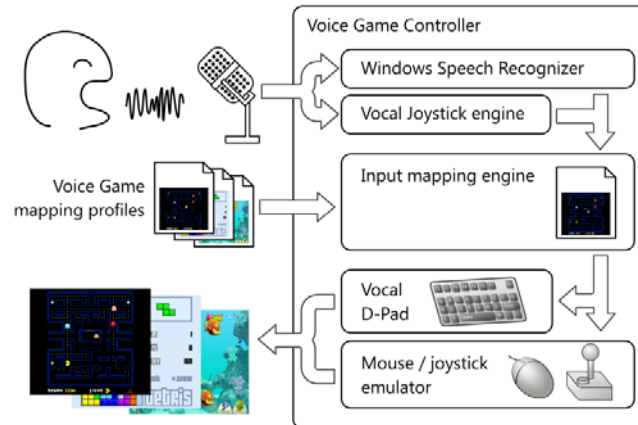 Voice Game Controller
Windows Speech Recognizer
Vocal Joystick engine
Voice Game
mapping profiles
Input mapping engine
Vocal
D-Pad
Mouse / joystick
emulator
TETRIS